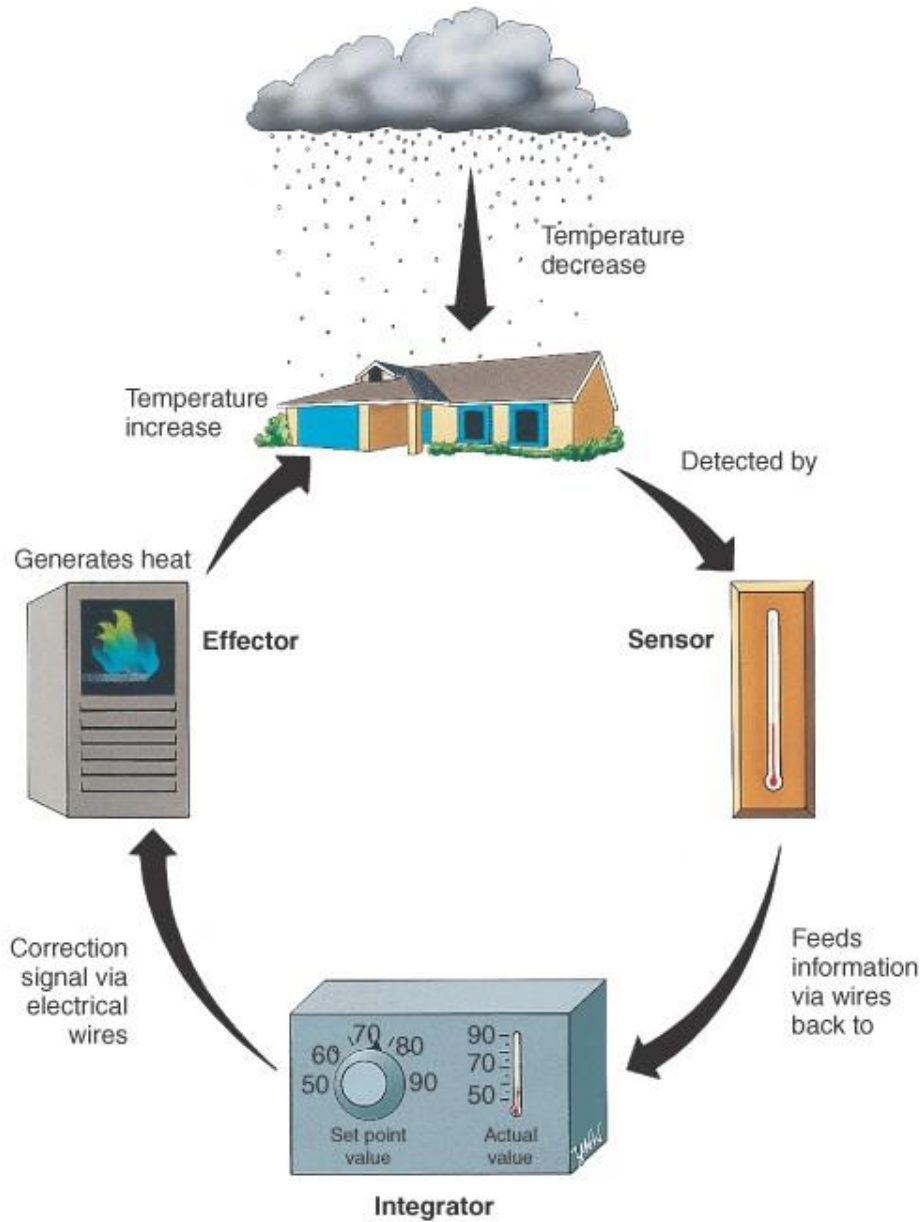 Temperature
decrease
Temperature
increase
Detected by
Generates heat
Effector
Sensor
Correction
signal via
electrical
wires
Feeds
information
via wires
back to
50 60 70 80 90
90
70
50
Set point
value
Actual
value
Integrator